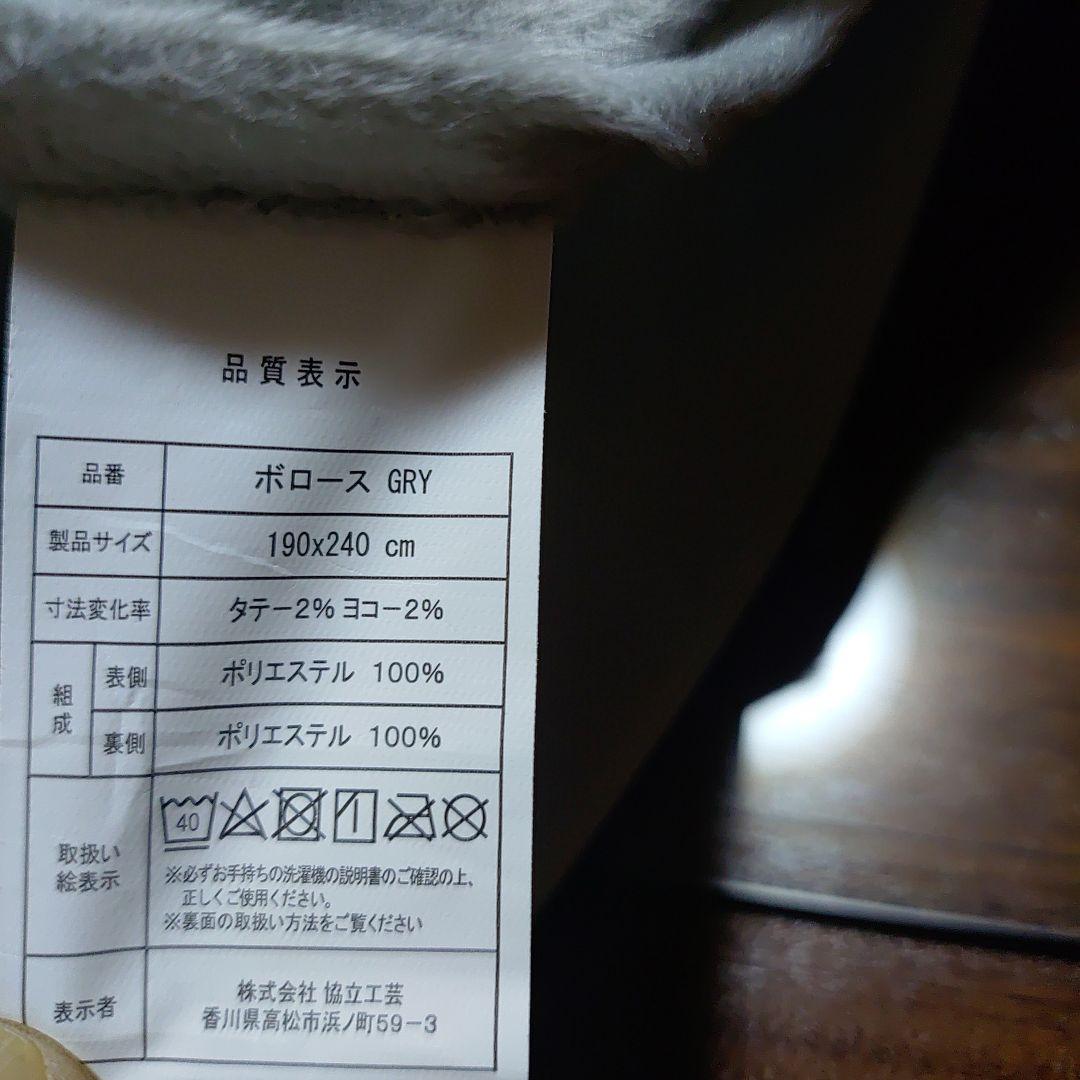 品質表示
品番 ボロース GRY
製品サイズ 190x240 cm
寸法変化率 タテ－2% ヨコ－2%
組成 表側 ポリエステル 100%
裏側 ポリエステル 100%
取扱い
絵表示
40
※必ずお手持ちの洗濯機の説明書のご確認の上、
正しくご使用ください。
※裏面の取扱い方法をご覧ください
表示者
株式会社 協立工芸
香川県高松市浜ノ町59－3